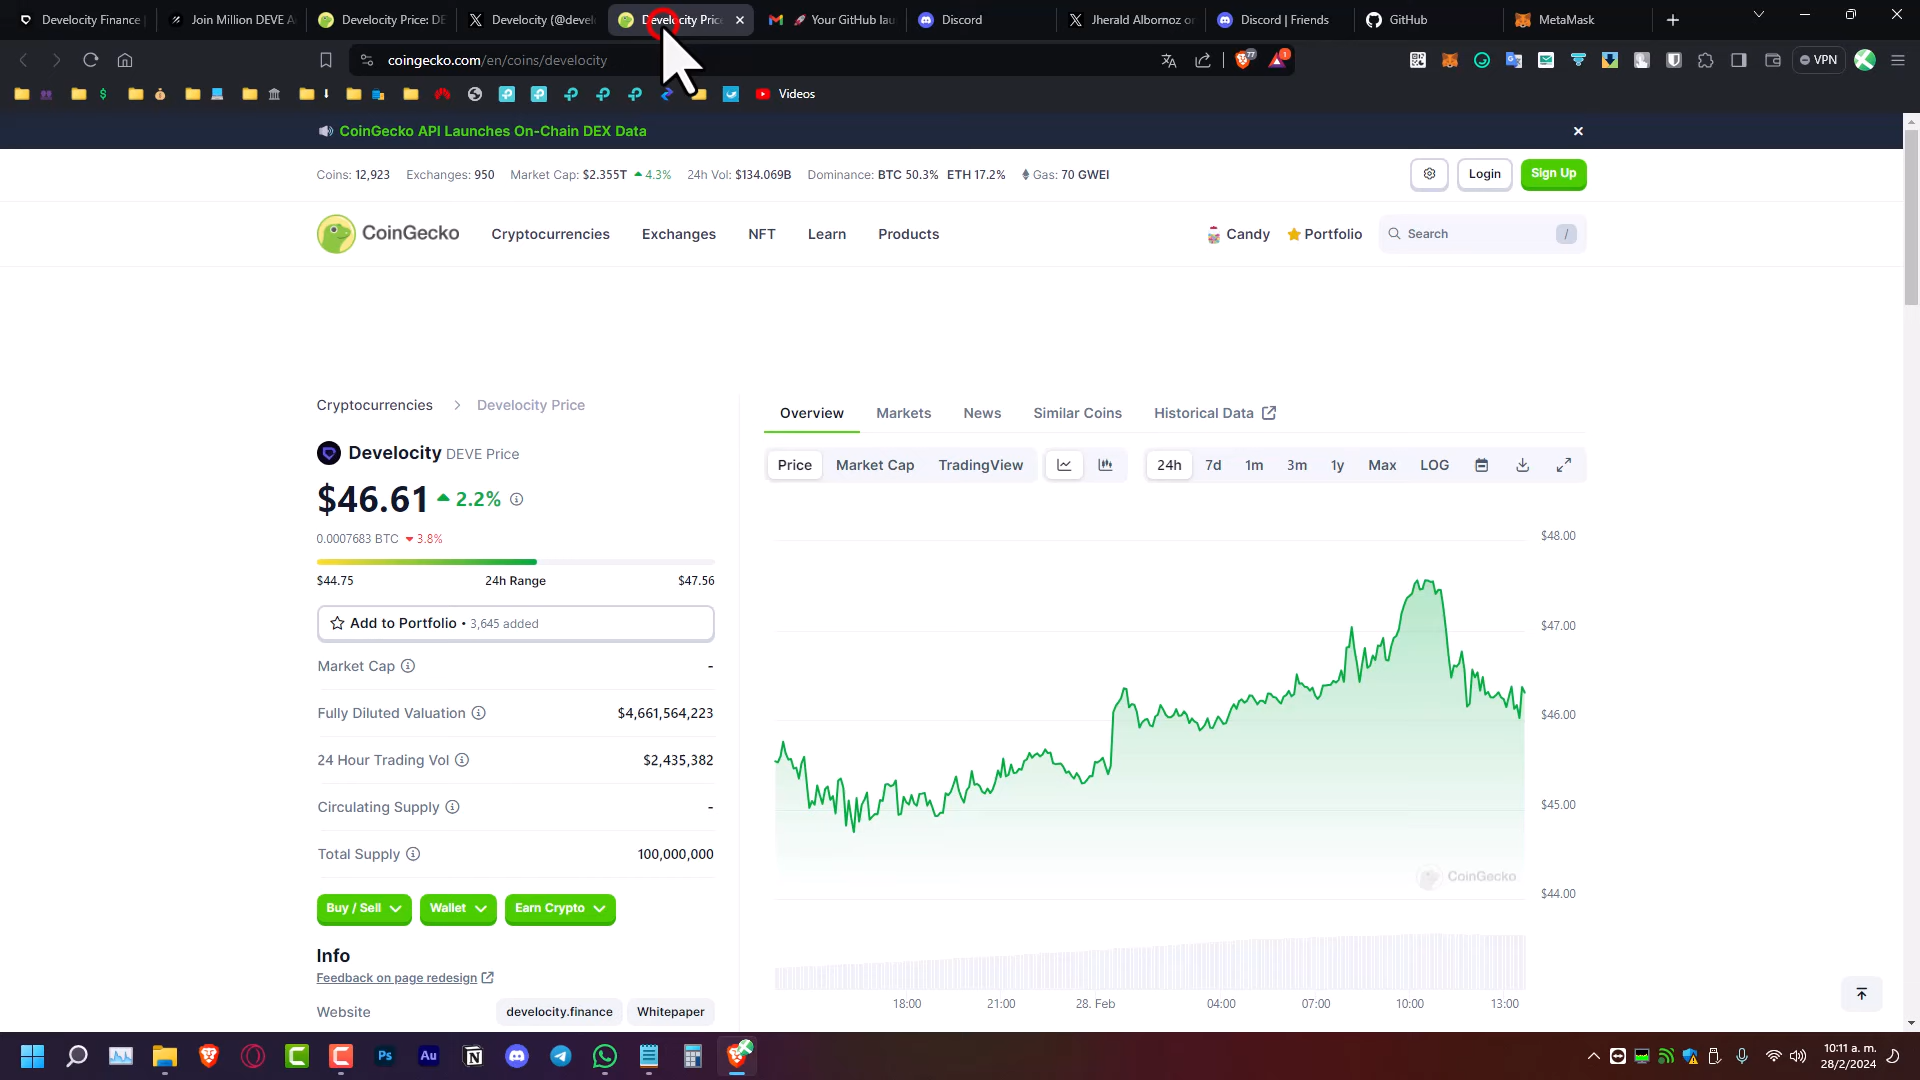 Develocity Finance
Join Million DEVE A
Develocity Price: DE
Develocity (@devel
Develocity Pric
Your GitHub lau
Discord
Jherald Albornoz o
Discord | Friends
GitHub
MetaMask
coingecko.com/en/coins/develocity
77
1
VPN
Videos
CoinGecko API Launches On-Chain DEX Data
Coins: 12,923 Exchanges: 950 Market Cap: $2.355T 4.3% 24h Vol: $134.069B Dominance: BTC 50.3% ETH 17.2% Gas: 70 GWEI
Login
Sign Up
CoinGecko
Cryptocurrencies Exchanges NFT Learn Products
Candy Portfolio
Search /
Cryptocurrencies > Develocity Price
Develocity DEVE Price
$46.61 2.2%
0.0007683 BTC 3.8%
$44.75 24h Range $47.56
Add to Portfolio • 3,645 added
Market Cap -
Fully Diluted Valuation $4,661,564,223
24 Hour Trading Vol $2,435,382
Circulating Supply -
Total Supply 100,000,000
Buy / Sell Wallet Earn Crypto
Info
Feedback on page redesign
Website develocity.finance Whitepaper
Overview Markets News Similar Coins Historical Data
Price Market Cap TradingView 24h 7d 1m 3m 1y Max LOG
$48.00
$47.00
$46.00
$45.00
$44.00
CoinGecko
18:00 21:00 28. Feb 04:00 07:00 10:00 13:00
Ps
Au
10:11 a. m.
28/2/2024